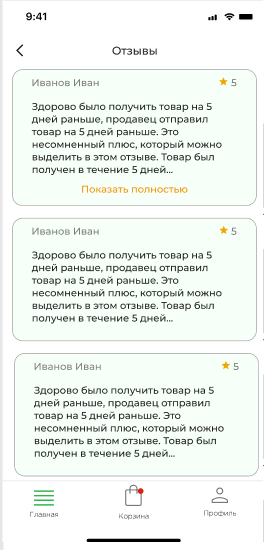 9:41
Отзывы
Иванов Иван
5
Здорово было получить товар на 5
дней раньше, продавец отправил
товар на 5 дней раньше. Это
несомненный плюс, который можно
выделить в этом отзыве. Товар был
получен в течение 5 дней...
Показать полностью
Иванов Иван
5
Здорово было получить товар на 5
дней раньше, продавец отправил
товар на 5 дней раньше. Это
несомненный плюс, который можно
выделить в этом отзыве. Товар был
получен в течение 5 дней...
Иванов Иван
5
Здорово было получить товар на 5
дней раньше, продавец отправил
товар на 5 дней раньше. Это
несомненный плюс, который можно
выделить в этом отзыве. Товар был
получен в течение 5 дней...
Главная
Корзина
Профиль